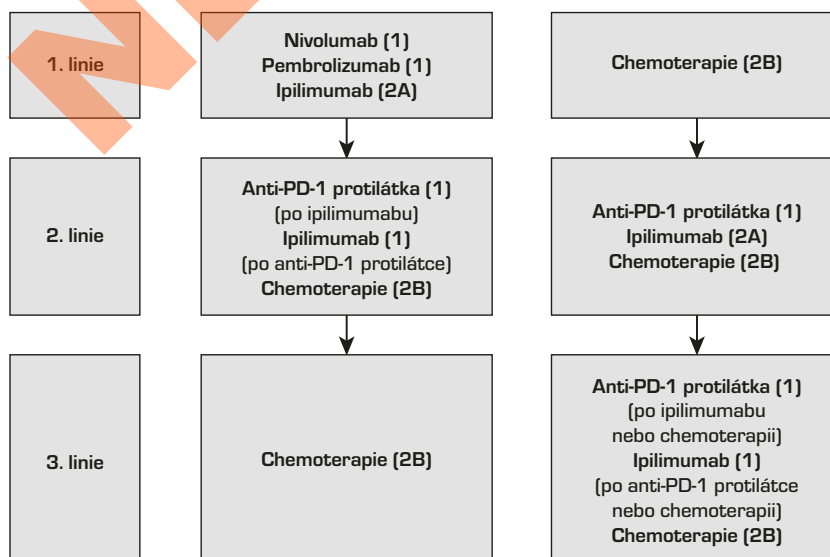 1. linie
Nivolumab (1)
Pembrolizumab (1)
Ipilimumab (2A)
Chemoterapie (2B)
2. linie
Anti-PD-1 protilátka (1)
(po ipilimumabu)
Ipilimumab (1)
(po anti-PD-1 protilátce)
Chemoterapie (2B)
Anti-PD-1 protilátka (1)
Ipilimumab (2A)
Chemoterapie (2B)
3. linie
Chemoterapie (2B)
Anti-PD-1 protilátka (1)
(po ipilimumabu
nebo chemoterapii)
Ipilimumab (1)
(po anti-PD-1 protilátce
nebo chemoterapii)
Chemoterapie (2B)